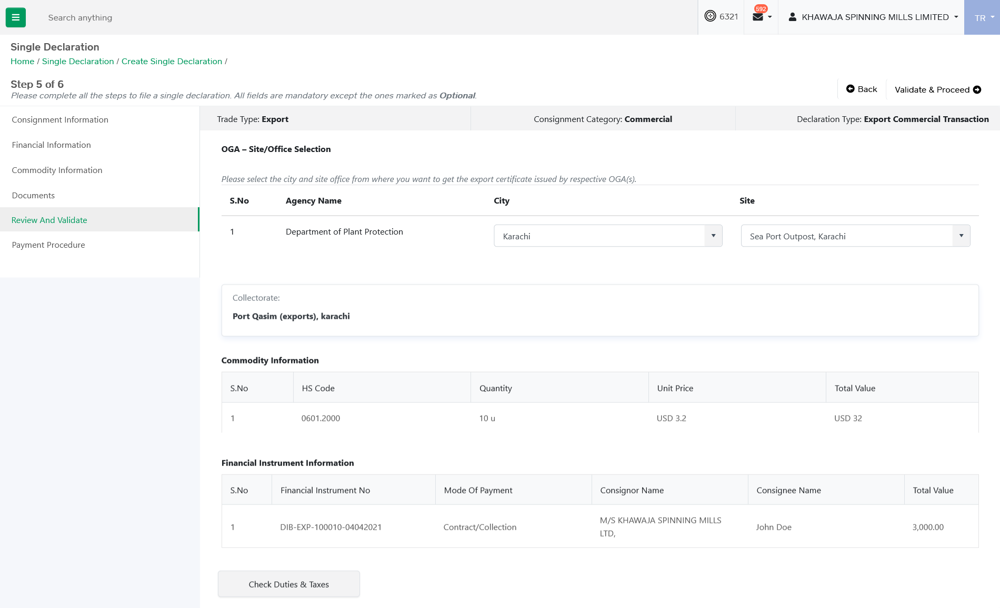 Search anything
6321
592
KHAWAJA SPINNING MILLS LIMITED
TR
Single Declaration
Home / Single Declaration / Create Single Declaration /
Step 5 of 6
Please complete all the steps to file a single declaration. All fields are mandatory except the ones marked as Optional.
Back
Validate & Proceed
Consignment Information
Financial Information
Commodity Information
Documents
Review And Validate
Payment Procedure
Trade Type: Export
Consignment Category: Commercial
Declaration Type: Export Commercial Transaction
OGA – Site/Office Selection
Please select the city and site office from where you want to get the export certificate issued by respective OGA(s).
S.No Agency Name City Site
1 Department of Plant Protection Karachi Sea Port Outpost, Karachi
Collectorate:
Port Qasim (exports), karachi
Commodity Information
S.No HS Code Quantity Unit Price Total Value
1 0601.2000 10 u USD 3.2 USD 32
Financial Instrument Information
S.No Financial Instrument No Mode Of Payment Consignor Name Consignee Name Total Value
1 DIB-EXP-100010-04042021 Contract/Collection M/S KHAWAJA SPINNING MILLS LTD, John Doe 3,000.00
Check Duties & Taxes